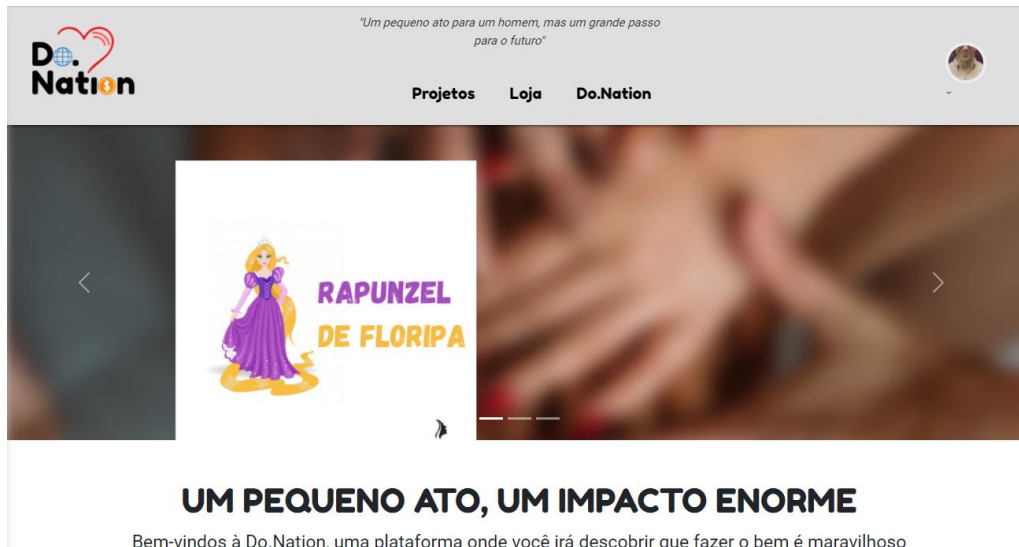 Do.
Nation
"Um pequeno ato para um homem, mas um grande passo
para o futuro"
Projetos Loja Do.Nation
RAPUNZEL
DE FLORIPA
UM PEQUENO ATO, UM IMPACTO ENORME
Bem-vindos à Do.Nation, uma plataforma onde você irá descobrir que fazer o bem é maravilhoso